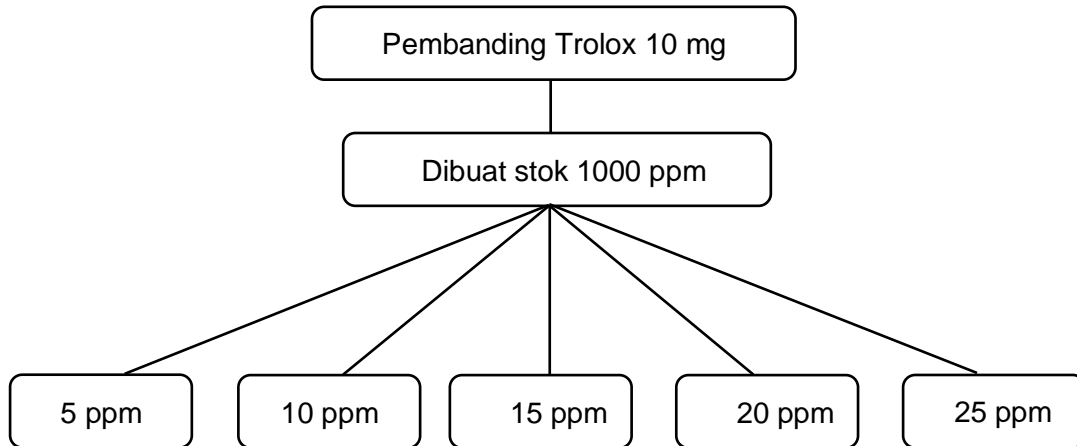 Pembanding Trolox 10 mg
Dibuat stok 1000 ppm
5 ppm
10 ppm
15 ppm
20 ppm
25 ppm